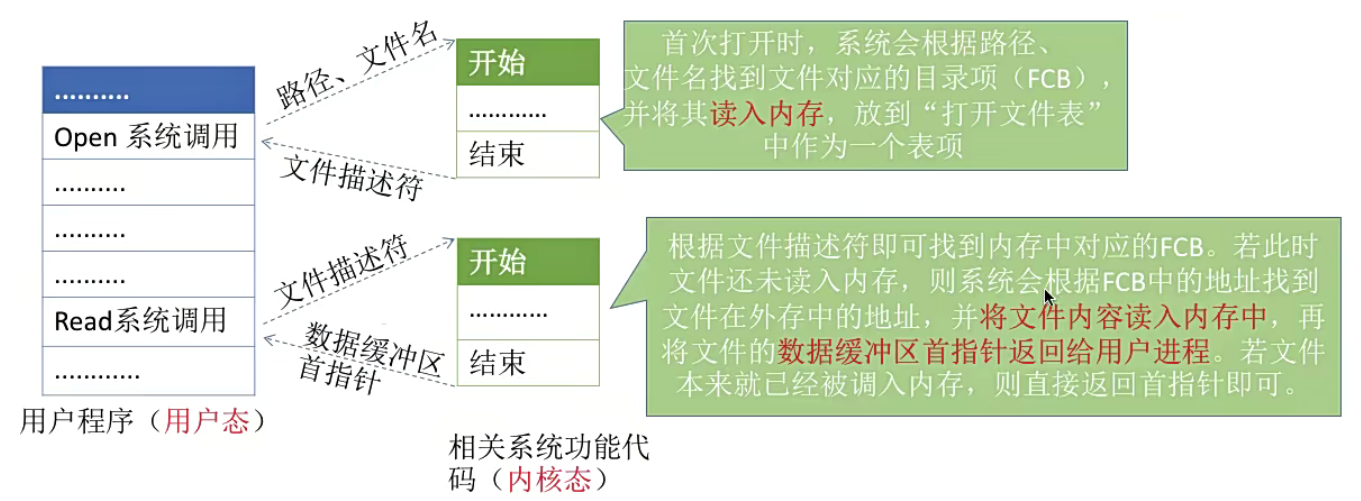 ..........
Open 系统调用
..........
..........
..........
Read系统调用
............
用户程序（用户态）
路径、文件名
文件描述符
开始
............
结束
首次打开时，系统会根据路径、
文件名找到文件对应的目录项（FCB），
并将其读入内存，放到“打开文件表”
中作为一个表项
文件描述符
数据缓冲区
首指针
开始
............
结束
相关系统功能代
码（内核态）
根据文件描述符即可找到内存中对应的FCB。若此时
文件还未读入内存，则系统会根据FCB中的地址找到
文件在外存中的地址，并将文件内容读入内存中，再
将文件的数据缓冲区首指针返回给用户进程。若文件
本来就已经被调入内存，则直接返回首指针即可。